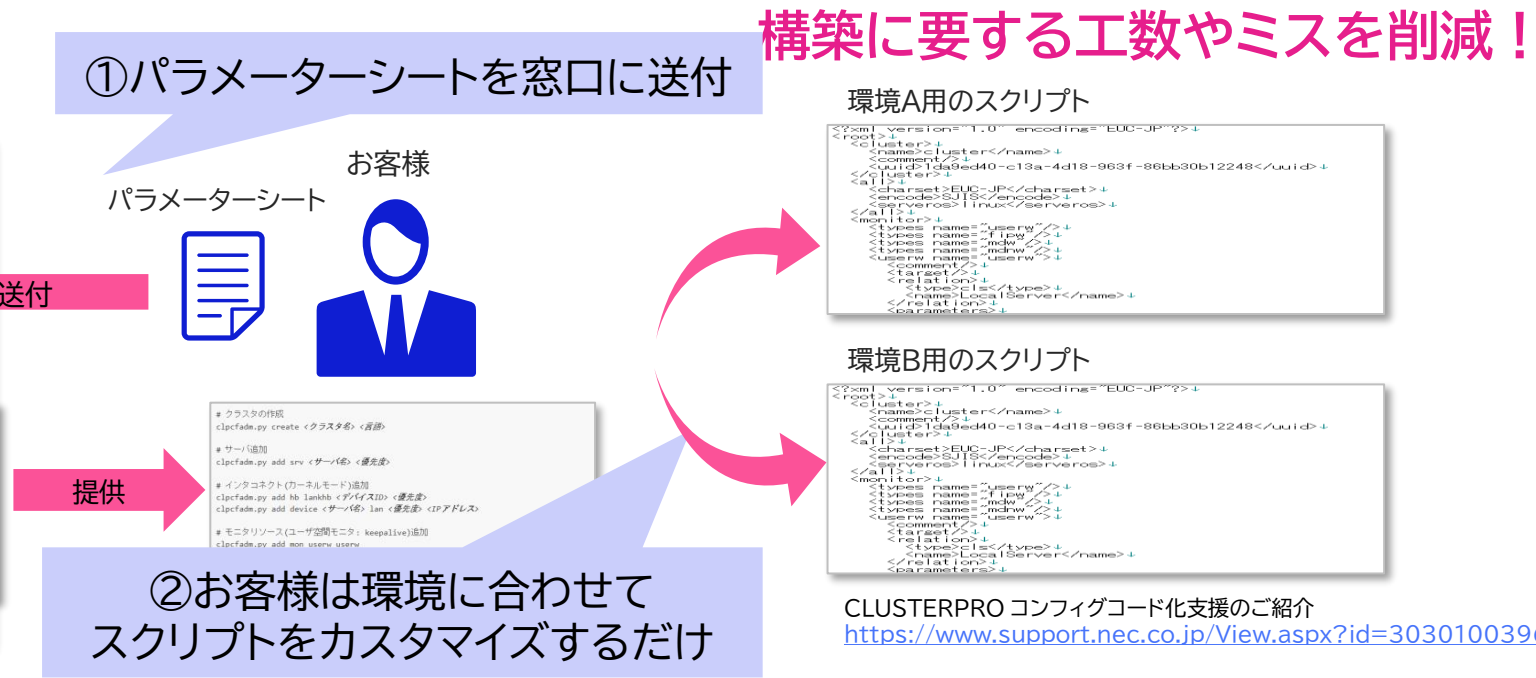 構築に要する工数やミスを削減！
①パラメーターシートを窓口に送付
お客様
パラメーターシート
送付
提供
# クラスタの作成
clpcfadm.py create <クラスタ名> <言語>
# サーバ追加
clpcfadm.py add srv <サーバ名> <優先度>
# インタコネクト(カーネルモード)追加
clpcfadm.py add hb lankhb <デバイスID> <優先度>
clpcfadm.py add device <サーバ名> lan <優先度> <IPアドレス>
# モニタリソース(ユーザ空間モニタ: keepalive)追加
clpcfadm.py add mon userw userw
②お客様は環境に合わせて
スクリプトをカスタマイズするだけ
環境A用のスクリプト
<?xml version="1.0" encoding="EUC-JP"?>↓
<root>↓
<cluster>↓
<name>cluster</name>↓
<comment/>↓
<uuid>1da9ed40-c13a-4d18-963f-86bb30b12248</uuid>↓
</cluster>↓
<all>↓
<charset>EUC-JP</charset>↓
<encode>SJIS</encode>↓
<serveros>linux</serveros>↓
</all>↓
<monitor>↓
<types name="userw"/>↓
<types name="fipw"/>↓
<types name="mdw"/>↓
<types name="mdnw"/>↓
<userw name="userw">↓
<comment/>↓
<target/>↓
<relation>↓
<type>cls</type>↓
<name>LocalServer</name>↓
</relation>↓
<parameters>↓
環境B用のスクリプト
<?xml version="1.0" encoding="EUC-JP"?>↓
<root>↓
<cluster>↓
<name>cluster</name>↓
<comment/>↓
<uuid>1da9ed40-c13a-4d18-963f-86bb30b12248</uuid>↓
</cluster>↓
<all>↓
<charset>EUC-JP</charset>↓
<encode>SJIS</encode>↓
<serveros>linux</serveros>↓
</all>↓
<monitor>↓
<types name="userw"/>↓
<types name="fipw"/>↓
<types name="mdw"/>↓
<types name="mdnw"/>↓
<userw name="userw">↓
<comment/>↓
<target/>↓
<relation>↓
<type>cls</type>↓
<name>LocalServer</name>↓
</relation>↓
<parameters>↓
CLUSTERPRO コンフィグコード化支援のご紹介
https://www.support.nec.co.jp/View.aspx?id=303010039